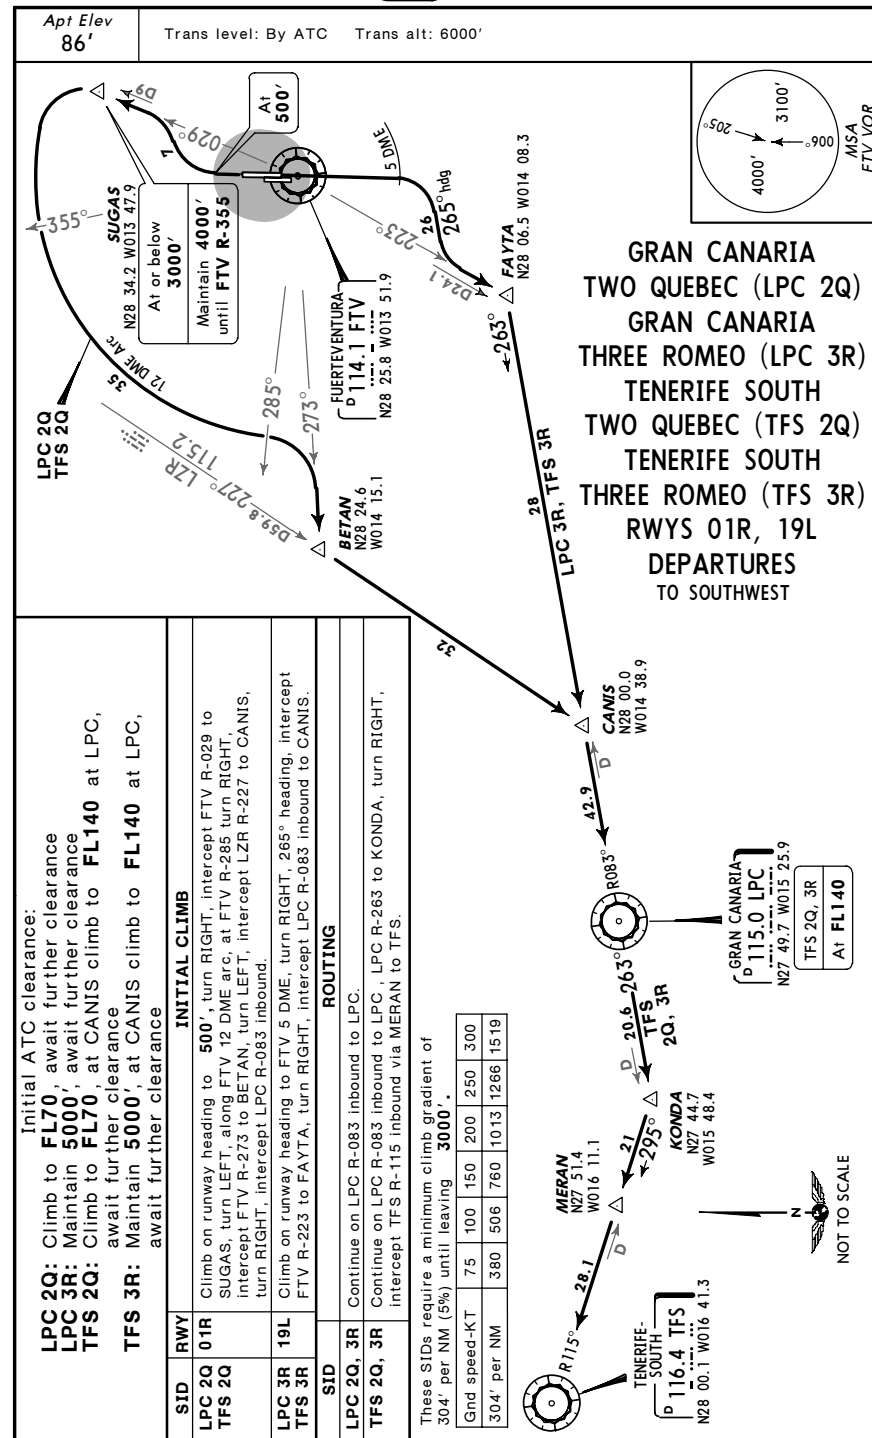 Apt Elev
86'
Trans level: By ATC Trans alt: 6000'
205°
3100'
4000'
006°
MSA
FTV VOR
GRAN CANARIA
TWO QUEBEC (LPC 2Q)
GRAN CANARIA
THREE ROMEO (LPC 3R)
TENERIFE SOUTH
TWO QUEBEC (TFS 2Q)
TENERIFE SOUTH
THREE ROMEO (TFS 3R)
RWYS 01R, 19L
DEPARTURES
TO SOUTHWEST
D9
029°
7
At
500'
5 DME
SUGAS
N28 34.2 W013 47.9
At or below
3000'
Maintain 4000'
until FTV R-355
355°
12 DME Arc
35
LPC 2Q
TFS 2Q
FUERTEVENTURA
D 114.1 FTV
N28 25.8 W013 51.9
285°
273°
265° hdg
26
223°
D24.1
FAYTA
N28 06.5 W014 08.3
263°
28
LPC 3R, TFS 3R
LZR
115.2
227°
D59.8
BETAN
N28 24.6
W014 15.1
32
CANIS
N28 00.0
W014 38.9
D
42.9
R083°
GRAN CANARIA
D 115.0 LPC
N27 49.7 W015 25.9
TFS 2Q, 3R
At FL140
263°
20.6
TFS
2Q, 3R
D
KONDA
N27 44.7
W015 48.4
295°
21
MERAN
N27 51.4
W016 11.1
D
28.1
R115°
TENERIFE-
SOUTH
D 116.4 TFS
N28 00.1 W016 41.3
N
NOT TO SCALE
Initial ATC clearance:
LPC 2Q: Climb to FL70, await further clearance
LPC 3R: Maintain 5000', await further clearance
TFS 2Q: Climb to FL70, at CANIS climb to FL140 at LPC,
await further clearance
TFS 3R: Maintain 5000', at CANIS climb to FL140 at LPC,
await further clearance
SID RWY INITIAL CLIMB
LPC 2Q
TFS 2Q
01R
Climb on runway heading to 500', turn RIGHT, intercept FTV R-029 to
SUGAS, turn LEFT, along FTV 12 DME arc, at FTV R-285 turn RIGHT,
intercept FTV R-273 to BETAN, turn LEFT, intercept LZR R-227 to CANIS,
turn RIGHT, intercept LPC R-083 inbound.
LPC 3R
TFS 3R
19L
Climb on runway heading to FTV 5 DME, turn RIGHT, 265° heading, intercept
FTV R-223 to FAYTA, turn RIGHT, intercept LPC R-083 inbound to CANIS.
SID ROUTING
LPC 2Q, 3R Continue on LPC R-083 inbound to LPC.
TFS 2Q, 3R
Continue on LPC R-083 inbound to LPC, LPC R-263 to KONDA, turn RIGHT,
intercept TFS R-115 inbound via MERAN to TFS.
These SIDs require a minimum climb gradient of
304' per NM (5%) until leaving 3000'.
Gnd speed-KT 75 100 150 200 250 300
304' per NM 380 506 760 1013 1266 1519